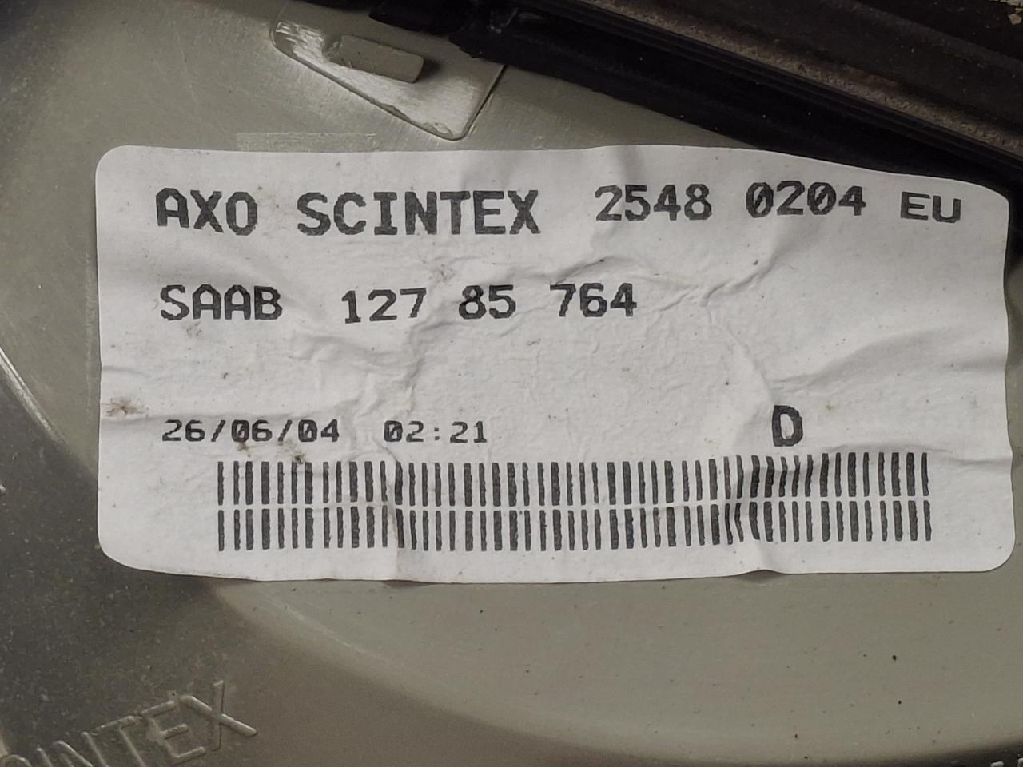 AXO SCINTEX 2548 0204 EU
SAAB 127 85 764
26/06/04 02:21 D